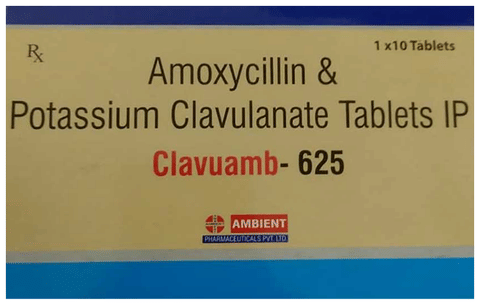 Rx
1 x10 Tablets
Amoxycillin &
Potassium Clavulanate Tablets IP
Clavuamb- 625
AMBIENT
PHARMACEUTICALS PVT. LTD.